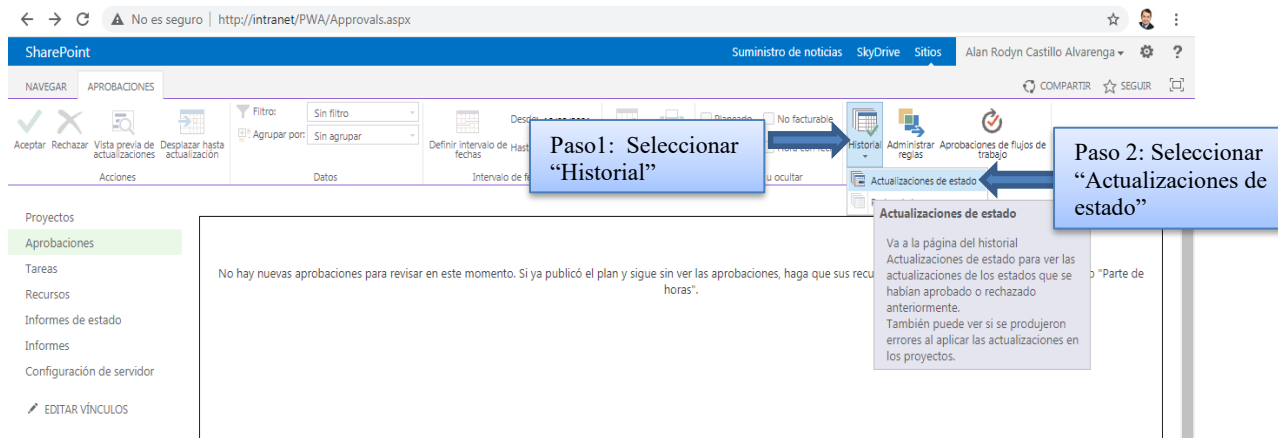 No es seguro | http://intranet/PWA/Approvals.aspx
SharePoint
Suministro de noticias SkyDrive Sitios Alan Rodyn Castillo Alvarenga ?
NAVEGAR APROBACIONES
COMPARTIR SEGUIR
Aceptar Rechazar Vista previa de actualizaciones Desplazar hasta actualización
Acciones
Filtro: Sin filtro
Agrupar por: Sin agrupar
Datos
Definir intervalo de fechas
Desde:
Hast
Intervalo de fe
Planeado
No facturable
u ocultar
Historial
Administrar reglas
Aprobaciones de flujos de trabajo
Paso1: Seleccionar
“Historial”
Paso 2: Seleccionar
“Actualizaciones de
estado”
Actualizaciones de estado
Actualizaciones de estado
Va a la página del historial
Actualizaciones de estado para ver las
actualizaciones de los estados que se
habían aprobado o rechazado
anteriormente.
También puede ver si se produjeron
errores al aplicar las actualizaciones en
los proyectos.
Proyectos
Aprobaciones
Tareas
Recursos
Informes de estado
Informes
Configuración de servidor
EDITAR VÍNCULOS
No hay nuevas aprobaciones para revisar en este momento. Si ya publicó el plan y sigue sin ver las aprobaciones, haga que sus recu o "Parte de
horas".